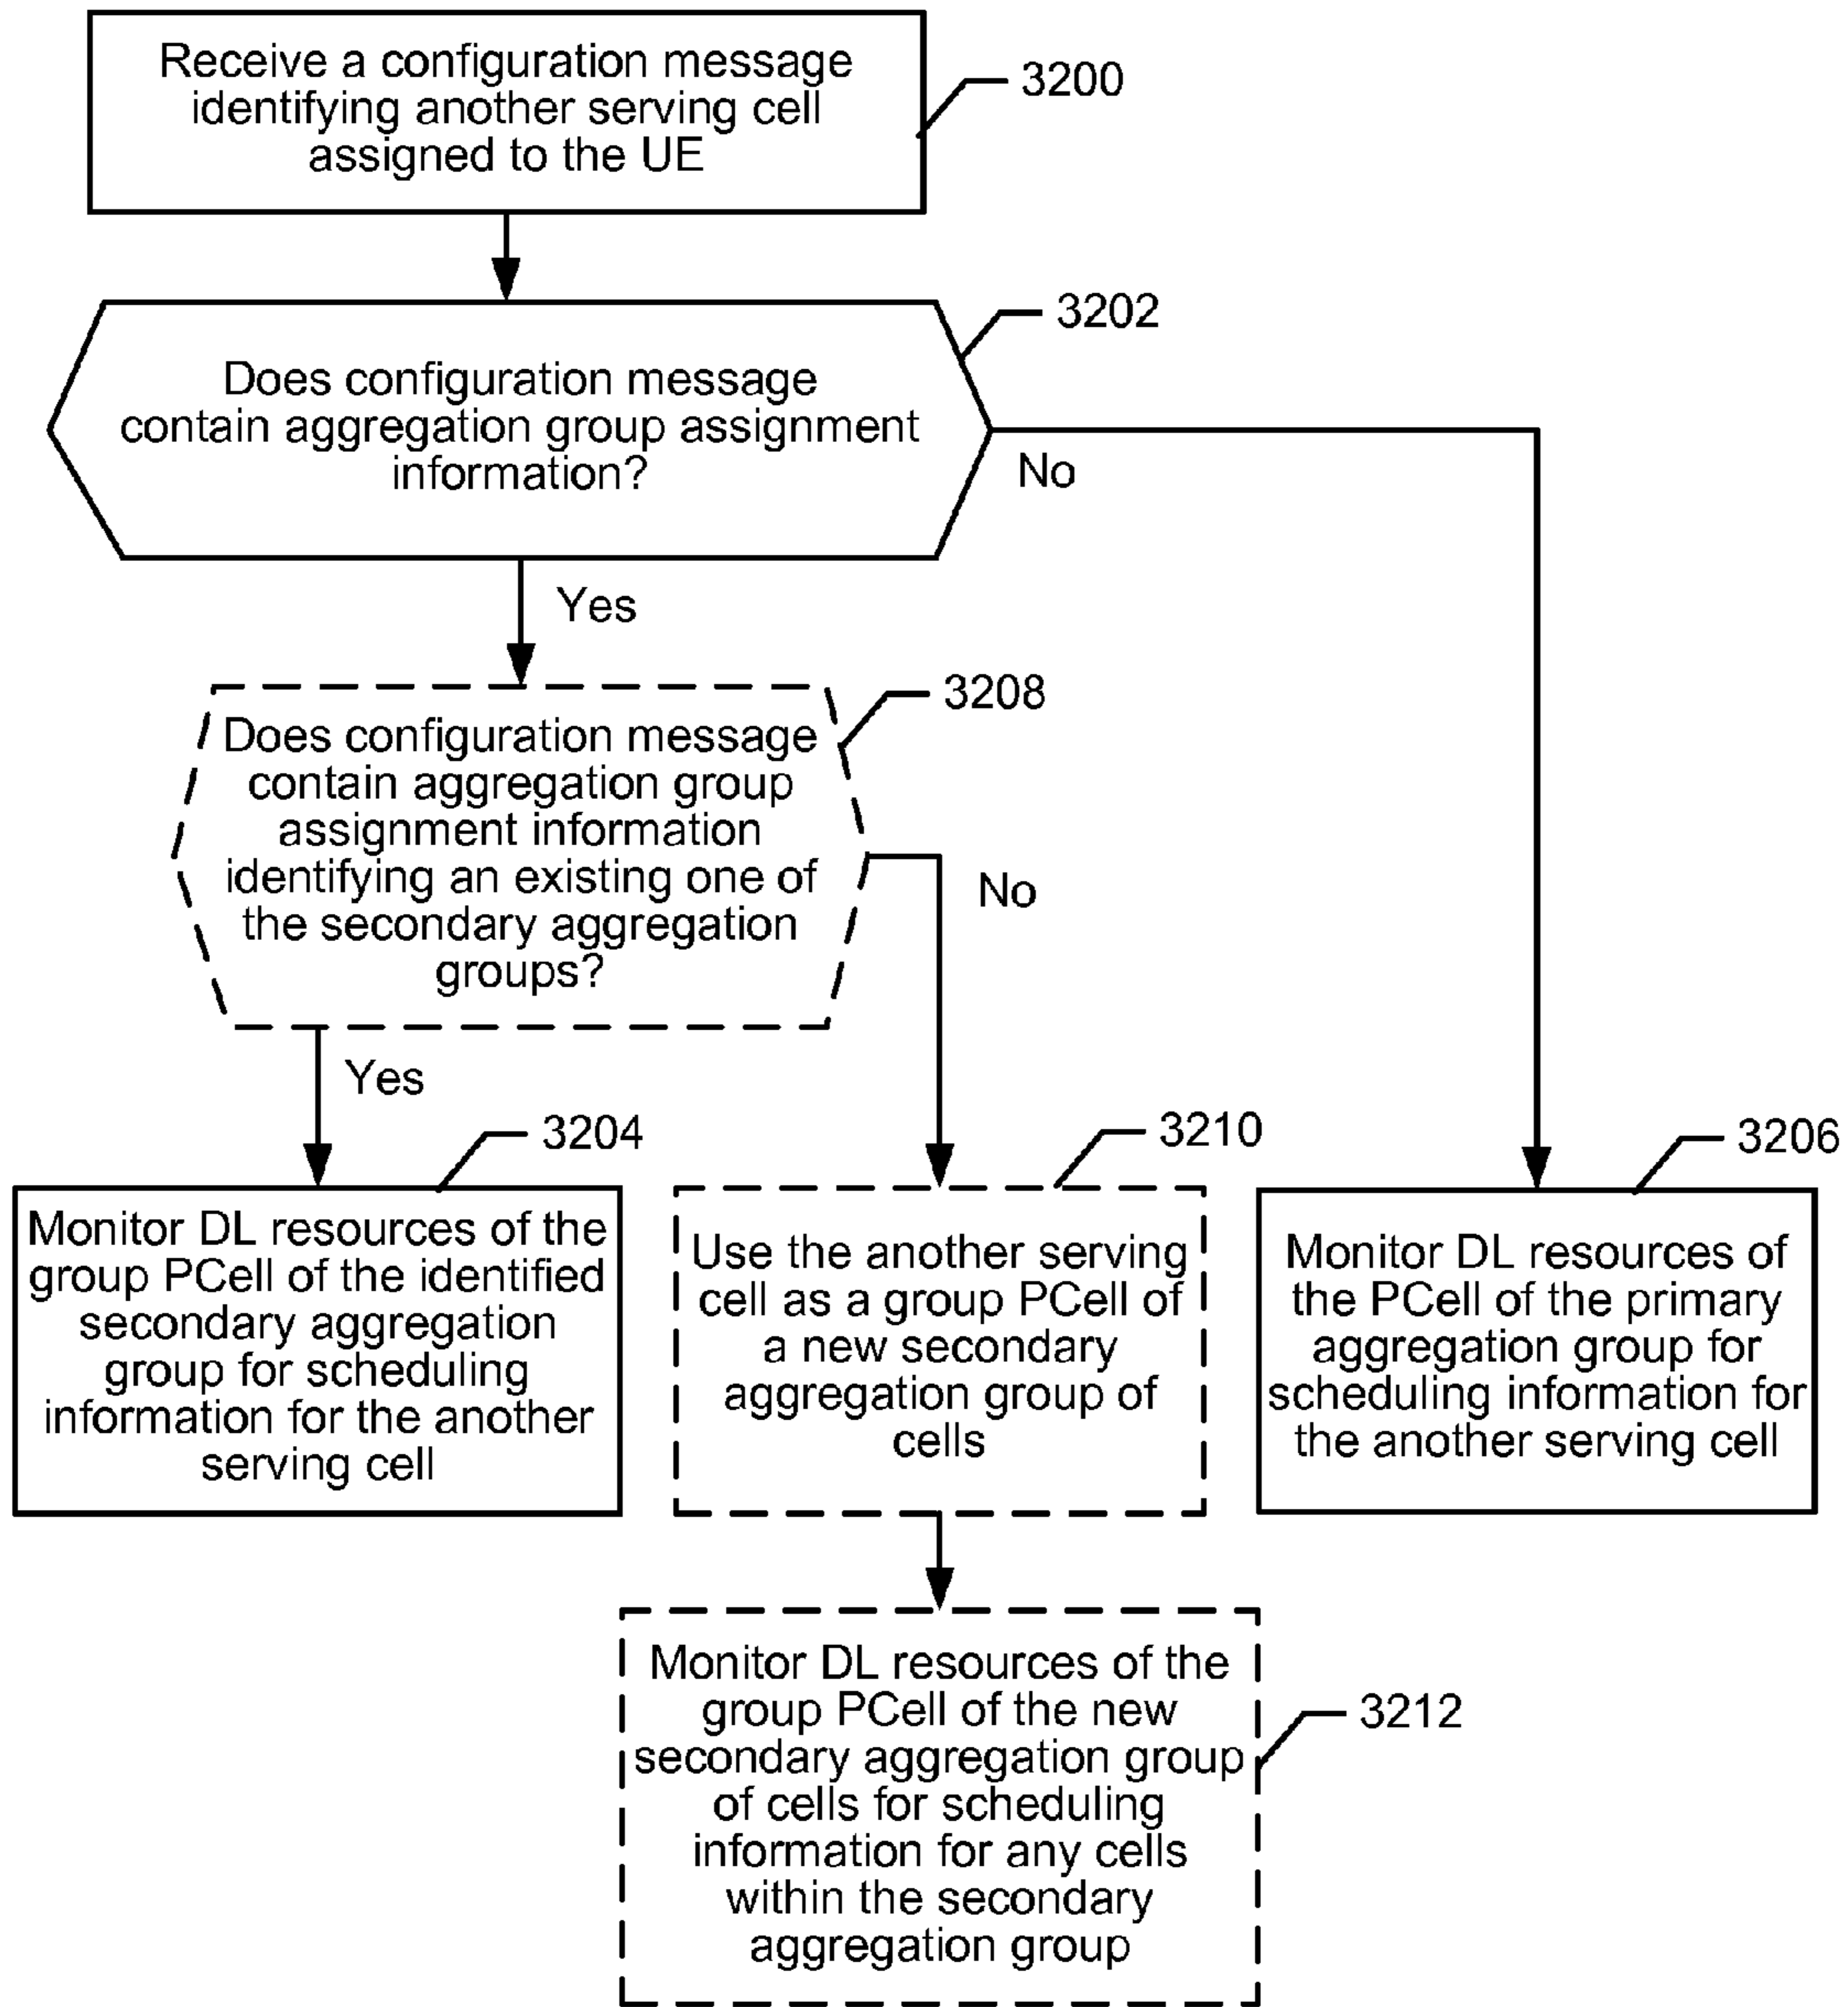 Receive a configuration message
identifying another serving cell
assigned to the UE
3200
3202
Does configuration message
contain aggregation group assignment
information?
No
Yes
3208
Does configuration message
contain aggregation group
assignment information
identifying an existing one of
the secondary aggregation
groups?
No
Yes
3204
Monitor DL resources of the
group PCell of the identified
secondary aggregation
group for scheduling
information for the another
serving cell
3210
Use the another serving
cell as a group PCell of
a new secondary
aggregation group of
cells
3206
Monitor DL resources of
the PCell of the primary
aggregation group for
scheduling information for
the another serving cell
Monitor DL resources of the
group PCell of the new
secondary aggregation group
of cells for scheduling
information for any cells
within the secondary
aggregation group
3212